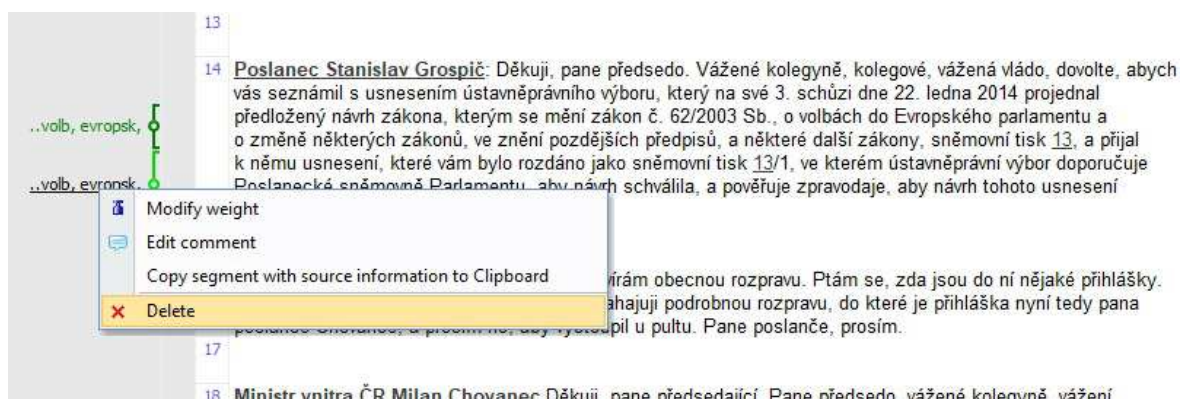 13
14 Poslanec Stanislav Grospič: Děkuji, pane předsedo. Vážené kolegyně, kolegové, vážená vládo, dovolte, abych
vás seznámil s usnesením ústavněprávního výboru, který na své 3. schůzi dne 22. ledna 2014 projednal
..volb, evropsk, předložený návrh zákona, kterým se mění zákon č. 62/2003 Sb., o volbách do Evropského parlamentu a
o změně některých zákonů, ve znění pozdějších předpisů, a některé další zákony, sněmovní tisk 13, a přijal
k němu usnesení, které vám bylo rozdáno jako sněmovní tisk 13/1, ve kterém ústavněprávní výbor doporučuje
..volb, evropsk, Poslanecké sněmovně Parlamentu, aby návrh schválila, a pověřuje zpravodaje, aby návrh tohoto usnesení
Modify weight
Edit comment
Copy segment with source information to Clipboard
obecnou rozpravu. Ptám se, zda jsou do ní nějaké přihlášky.
Delete
podrobnou rozpravu, do které je přihláška nyní tedy pana
u pultu. Pane poslanče, prosím.
17
18 Ministr vnitra ČR Milan Chovanec Děkuji, pane předsedající. Pane předsedo, vážené kolegyně, vážení